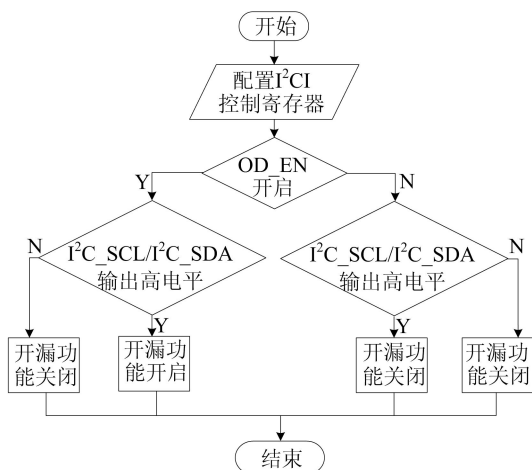 开始
配置I²CI
控制寄存器
OD_EN
开启
Y
N
N
I²C_SCL/I²C_SDA
输出高电平
Y
I²C_SCL/I²C_SDA
输出高电平
N
Y
开漏功
能关闭
开漏功
能开启
开漏功
能关闭
开漏功
能关闭
结束